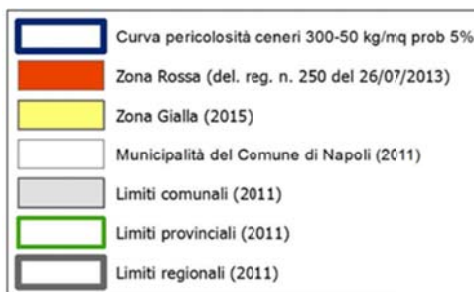 Curva pericolosità ceneri 300-50 kg/mq prob 5%
Zona Rossa (del. reg. n. 250 del 26/07/2013)
Zona Gialla (2015)
Municipalità del Comune di Napoli (2011)
Limiti comunali (2011)
Limiti provinciali (2011)
Limiti regionali (2011)